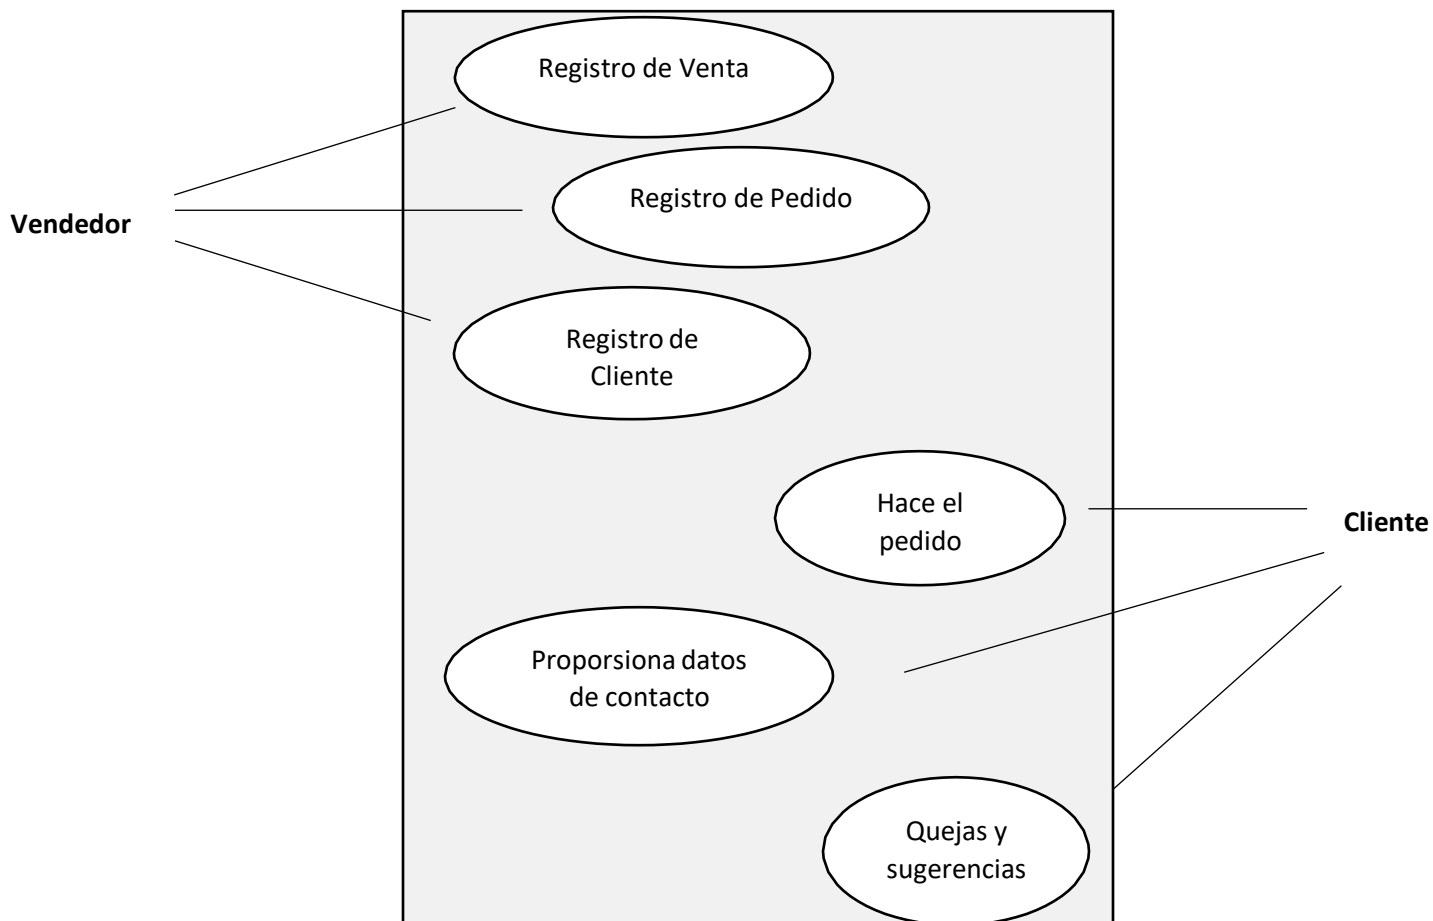 Registro de Venta
Registro de Pedido
Vendedor
Registro de
Cliente
Hace el
pedido
Cliente
Proporsiona datos
de contacto
Quejas y
sugerencias